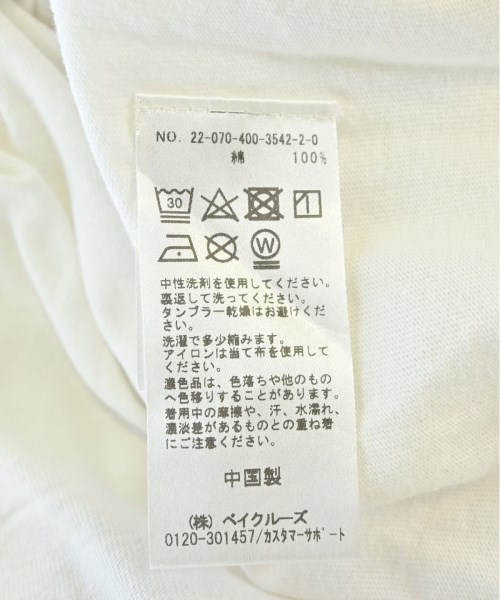 NO. 22-070-400-3542-2-0
綿 100%
30
W
中性洗剤を使用してください。
裏返して洗ってください。
タンブラー乾燥はお避けくだ
さい。
洗濯で多少縮みます。
アイロンは当て布を使用して
ください。
濃色品は、色落ちや他のもの
へ色移りすることがあります。
着用中の摩擦や、汗、水濡れ、
濃淡差があるものとの重ね着
にご注意ください。
中国製
(株) ベイクルーズ
0120-301457/カスタマーサポート